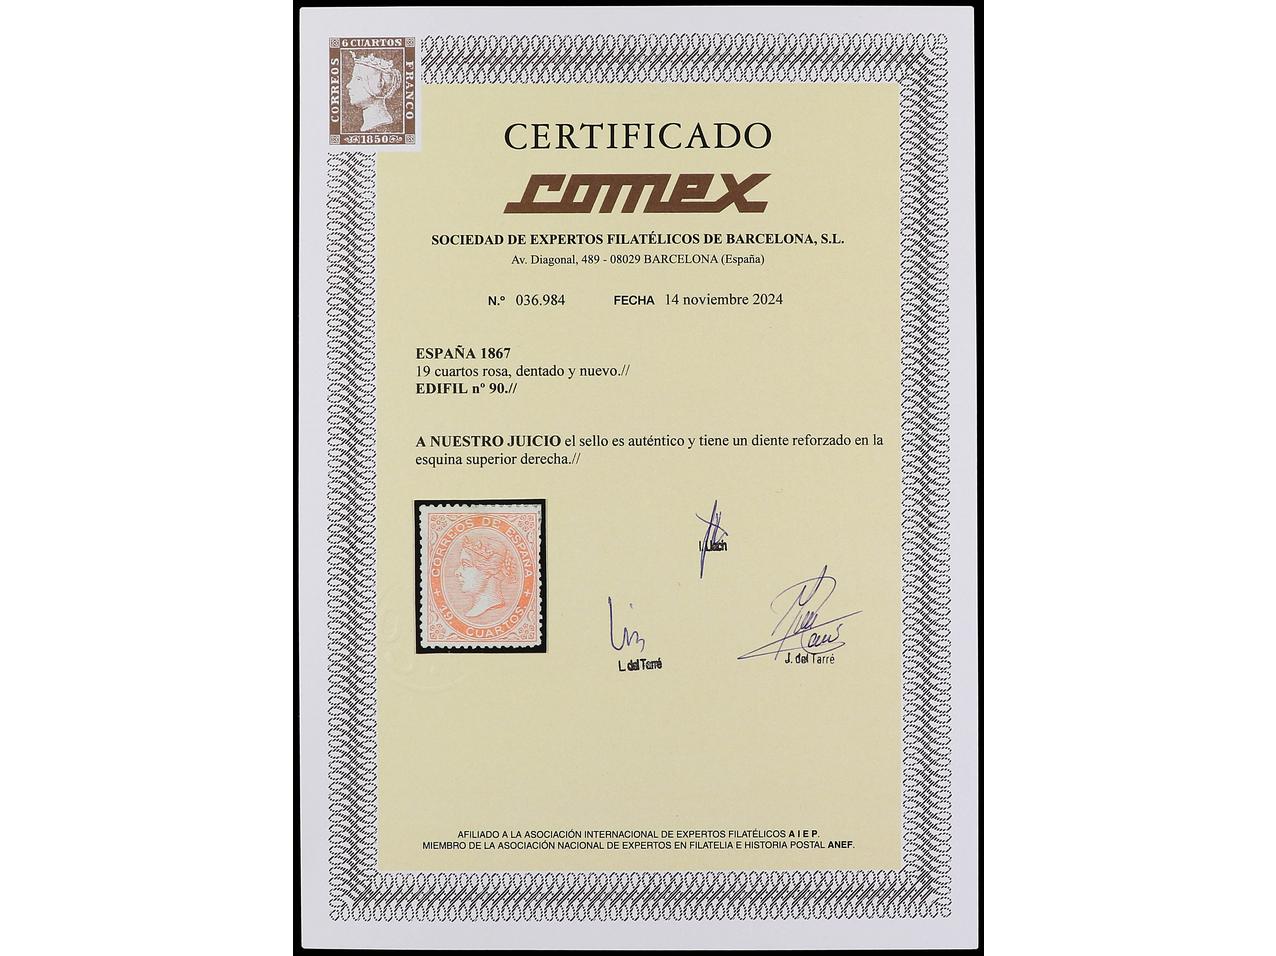 6 CUARTOS
CORREOS
FRANCO
1850
CERTIFICADO
comex
SOCIEDAD DE EXPERTOS FILATÉLICOS DE BARCELONA, S.L.
Av. Diagonal, 489 - 08029 BARCELONA (España)
N.º 036.984 FECHA 14 noviembre 2024
ESPAÑA 1867
19 cuartos rosa, dentado y nuevo.//
EDIFIL nº 90.//
A NUESTRO JUICIO el sello es auténtico y tiene un diente reforzado en la
esquina superior derecha.//
CORREOS DE ESPAÑA
19 CUARTOS
I. Llach
L. del Tarré
J. del Tarré
AFILIADO A LA ASOCIACIÓN INTERNACIONAL DE EXPERTOS FILATÉLICOS A I E P.
MIEMBRO DE LA ASOCIACIÓN NACIONAL DE EXPERTOS EN FILATELIA E HISTORIA POSTAL ANEF.